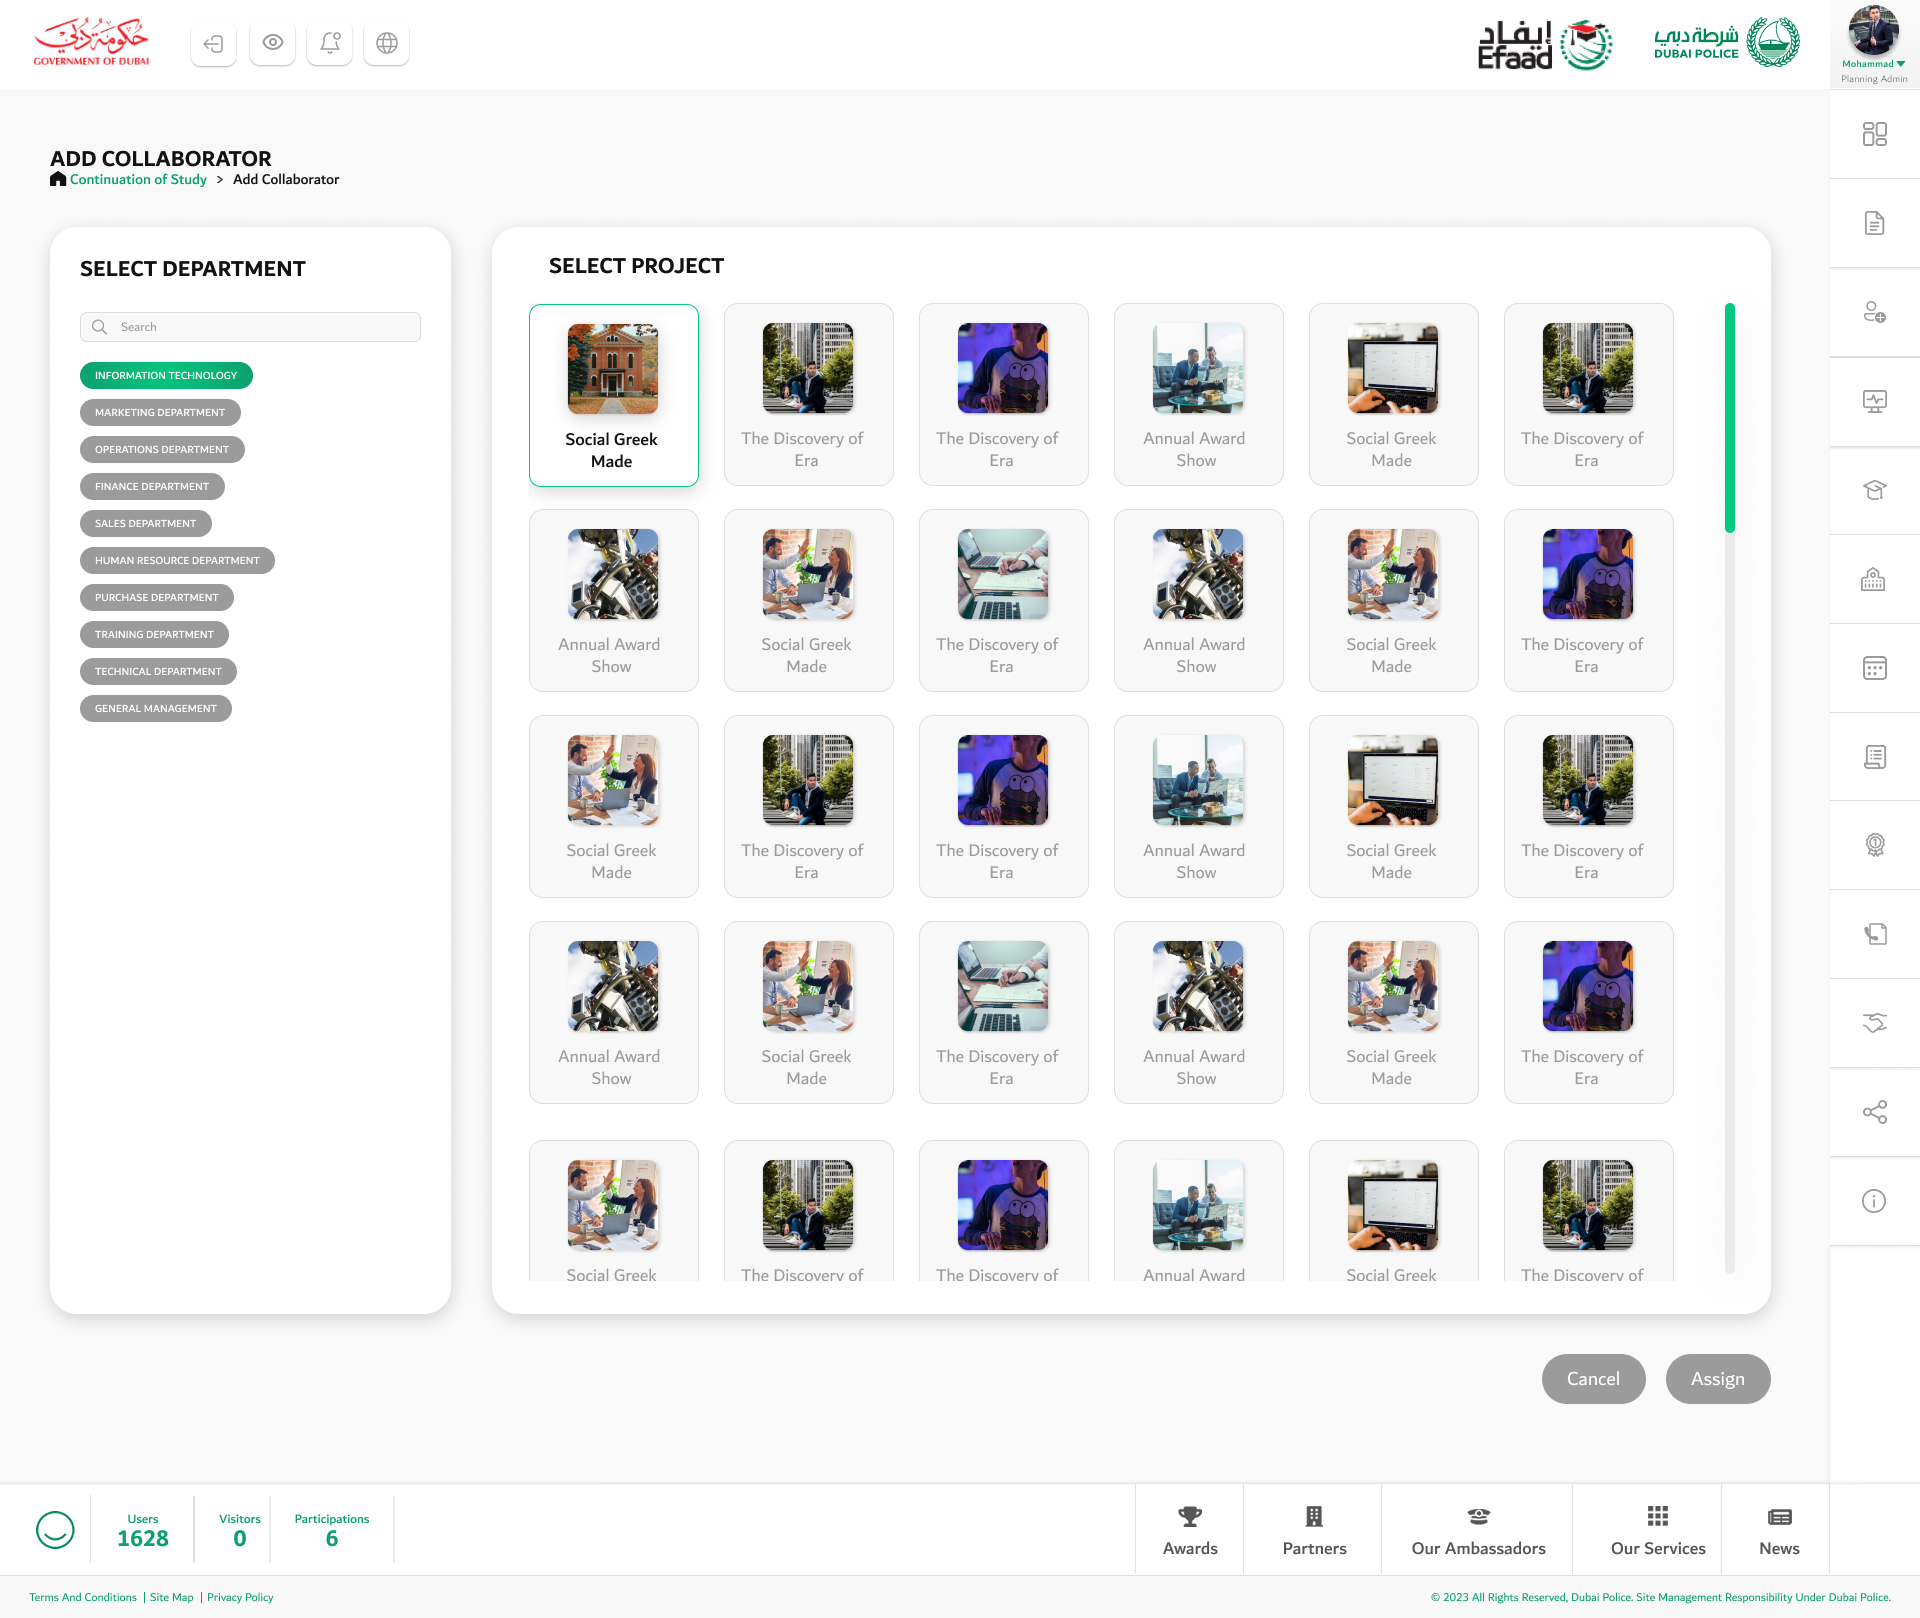 حكومة دبي
GOVERNMENT OF DUBAI
ايفاد
Efaad
شرطة دبي
DUBAI POLICE
Mohammad
Planning Admin
ADD COLLABORATOR
Continuation of Study > Add Collaborator
SELECT DEPARTMENT
Search
INFORMATION TECHNOLOGY
MARKETING DEPARTMENT
OPERATIONS DEPARTMENT
FINANCE DEPARTMENT
SALES DEPARTMENT
HUMAN RESOURCE DEPARTMENT
PURCHASE DEPARTMENT
TRAINING DEPARTMENT
TECHNICAL DEPARTMENT
GENERAL MANAGEMENT
SELECT PROJECT
Social Greek
Made
The Discovery of
Era
The Discovery of
Era
Annual Award
Show
Social Greek
Made
The Discovery of
Era
Annual Award
Show
Social Greek
Made
The Discovery of
Era
Annual Award
Show
Social Greek
Made
The Discovery of
Era
Social Greek
Made
The Discovery of
Era
The Discovery of
Era
Annual Award
Show
Social Greek
Made
The Discovery of
Era
Annual Award
Show
Social Greek
Made
The Discovery of
Era
Annual Award
Show
Social Greek
Made
The Discovery of
Era
Social Greek
The Discovery of
The Discovery of
Annual Award
Social Greek
The Discovery of
Cancel
Assign
Users
1628
Visitors
0
Participations
6
Awards
Partners
Our Ambassadors
Our Services
News
Terms And Conditions | Site Map | Privacy Policy
© 2023 All Rights Reserved, Dubai Police. Site Management Responsibility Under Dubai Police.